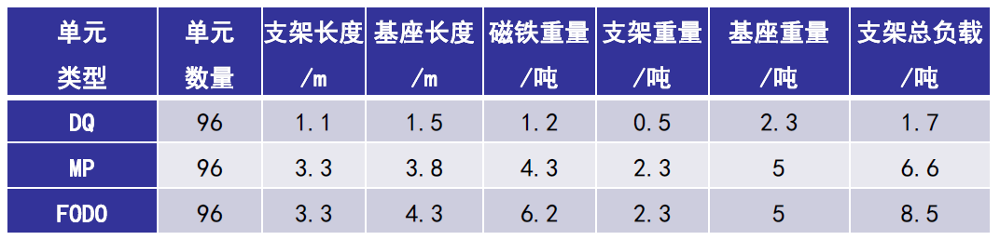 单元 单元 支架长度 基座长度 磁铁重量 支架重量 基座重量 支架总负载
类型 数量 /m /m /吨 /吨 /吨 /吨
DQ 96 1.1 1.5 1.2 0.5 2.3 1.7
MP 96 3.3 3.8 4.3 2.3 5 6.6
FODO 96 3.3 4.3 6.2 2.3 5 8.5